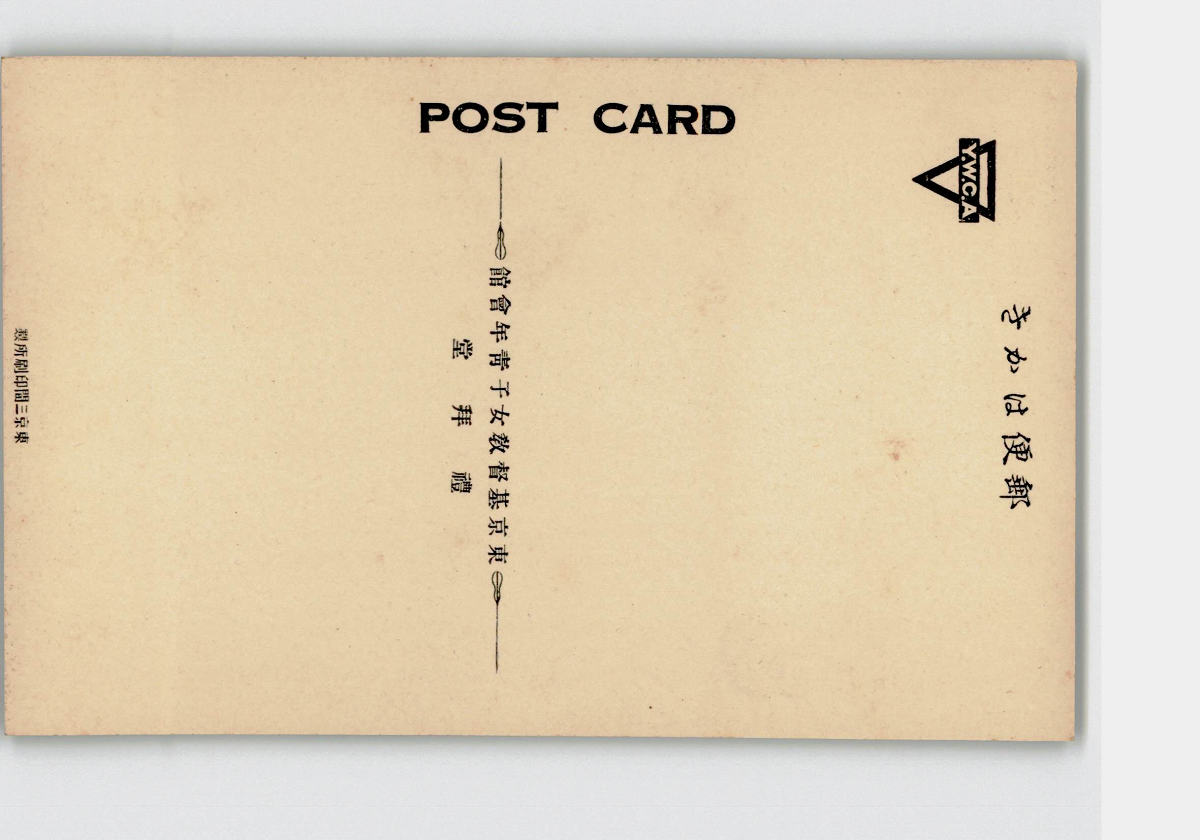 POST CARD
Y.W.C.A
郵便はかき
東京基督教女子青年會館
禮拜堂
東京三間印刷所製